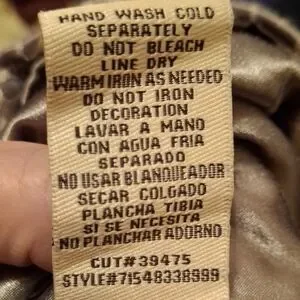 HAND WASH COLD
SEPARATELY
DO NOT BLEACH
LINE DRY
WARM IRON AS NEEDED
DO NOT IRON
DECORATION
LAVAR A MANO
CON AGUA FRIA
SEPARADO
NO USAR BLANQUEADOR
SECAR COLGADO
PLANCHA TIBIA
SI SE NECESITA
NO PLANCHAR ADORNO
CUT#39475
STYLE#71548338999